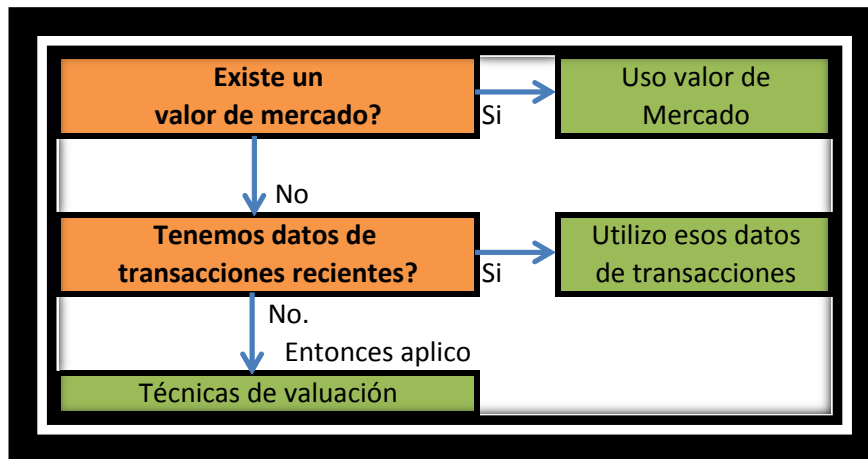 Existe un
valor de mercado?
Si
Uso valor de
Mercado
No
Tenemos datos de
transacciones recientes?
Si
Utilizo esos datos
de transacciones
No.
Entonces aplico
Técnicas de valuación